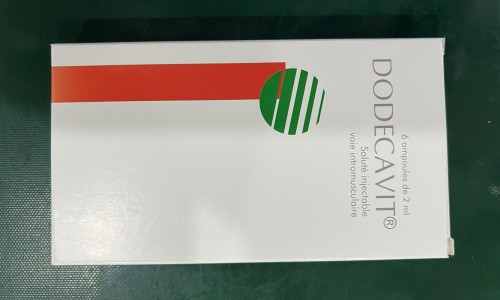 DODECAVIT®
6 ampoules de 2 ml
Soluté injectable
voie intramusculaire